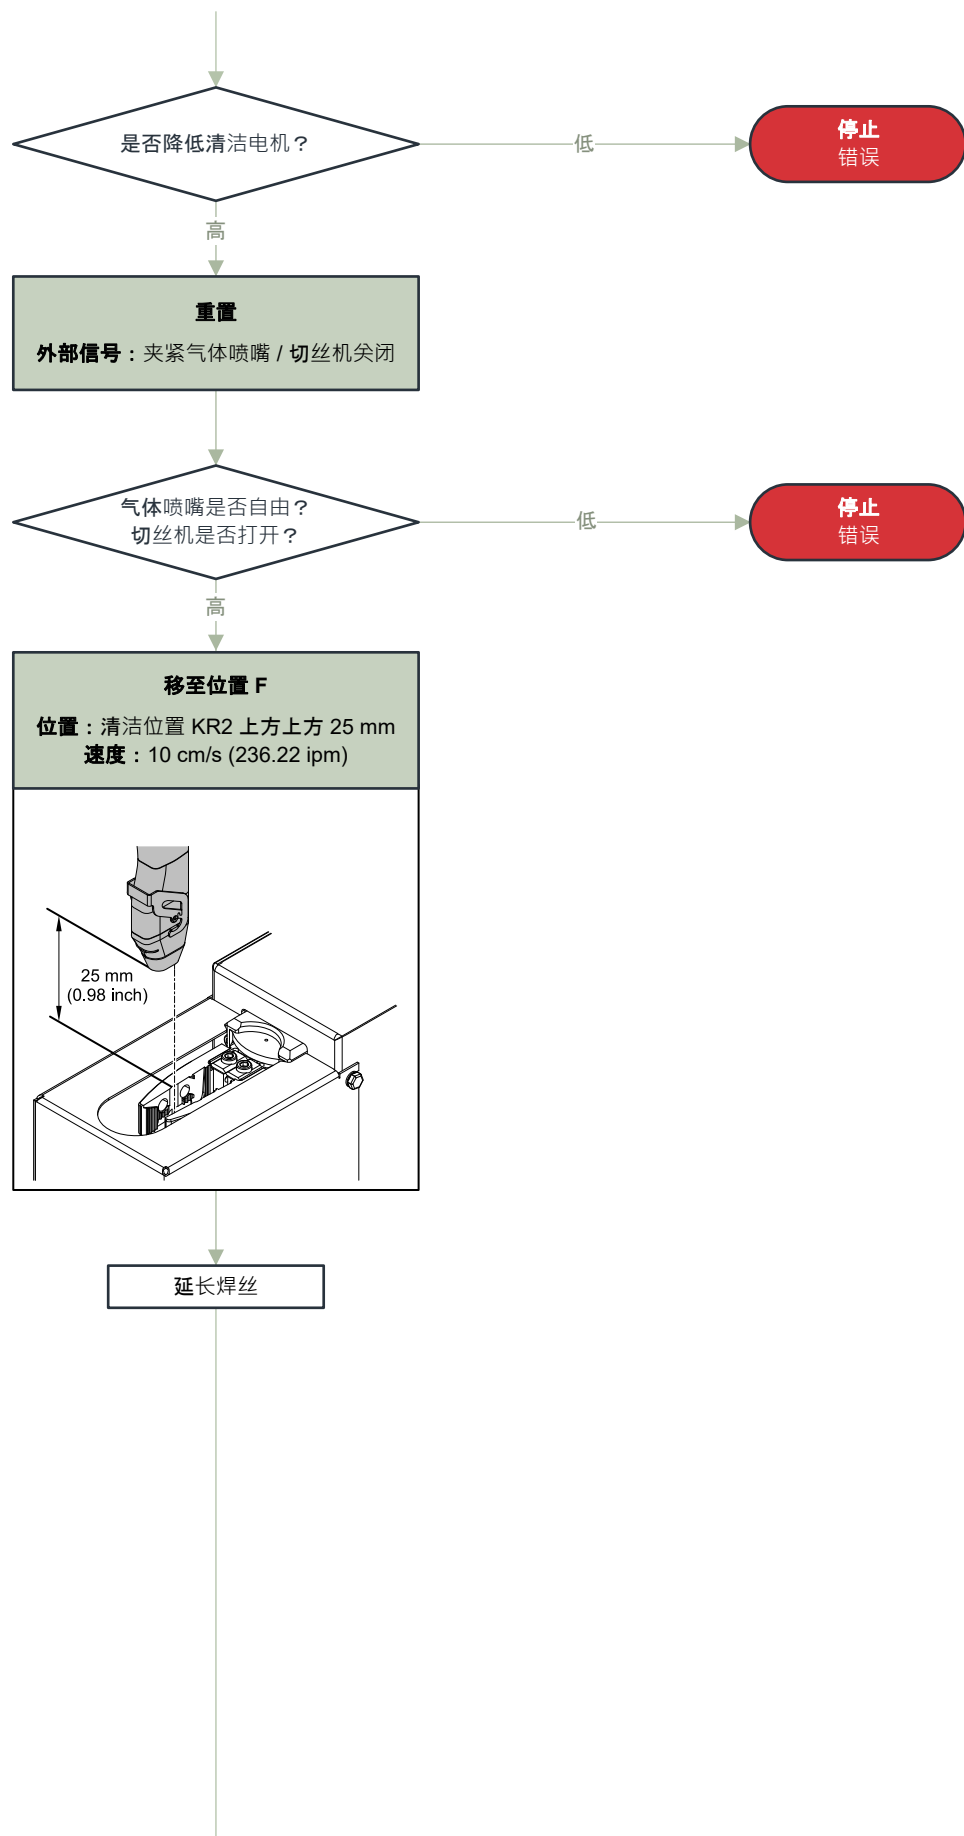 是否降低清洁电机？
低
停止
错误
高
重置
外部信号：夹紧气体喷嘴 / 切丝机关闭
气体喷嘴是否自由？
切丝机是否打开？
低
停止
错误
高
移至位置 F
位置：清洁位置 KR2 上方上方 25 mm
速度：10 cm/s (236.22 ipm)
25 mm
(0.98 inch)
延长焊丝